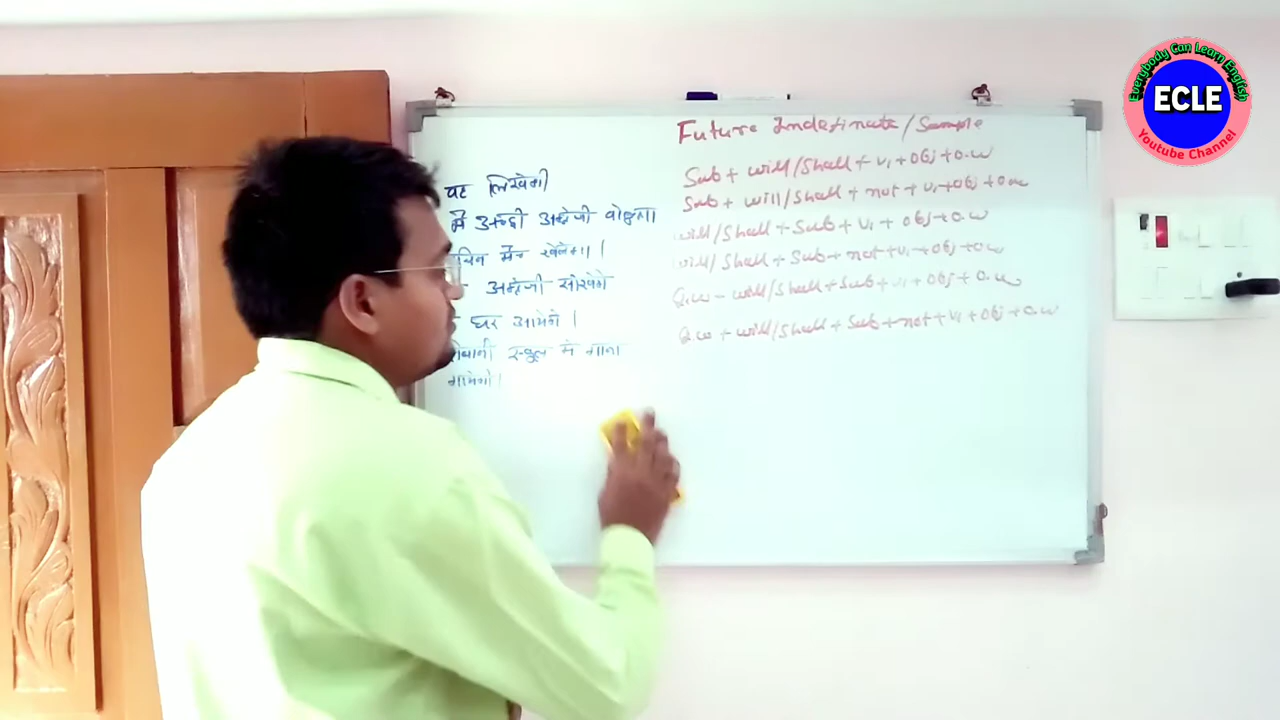 वह लिखेगी
मैं अच्छी अंग्रेजी बोलूंगा
मैच खेलेगा।
अंग्रेजी सीखेंगे
घर आयेंगे।
स्कूल में गाना
गायेगी।
Future Indefinate/Sample
Sub + will/Shall + V1 + Obj + O.w
Sub + will/Shall + not + V1 + Obj + O.w
will/Shall + Sub + V1 + Obj + O.w
will/Shall + Sub + not + V1 + Obj + O.w
Q.w - will/Shall + Sub + V1 + Obj + O.w
Q.w + will/Shall + Sub + not + V1 + Obj + O.w
Everybody Can Learn English
ECLE
Youtube Channel